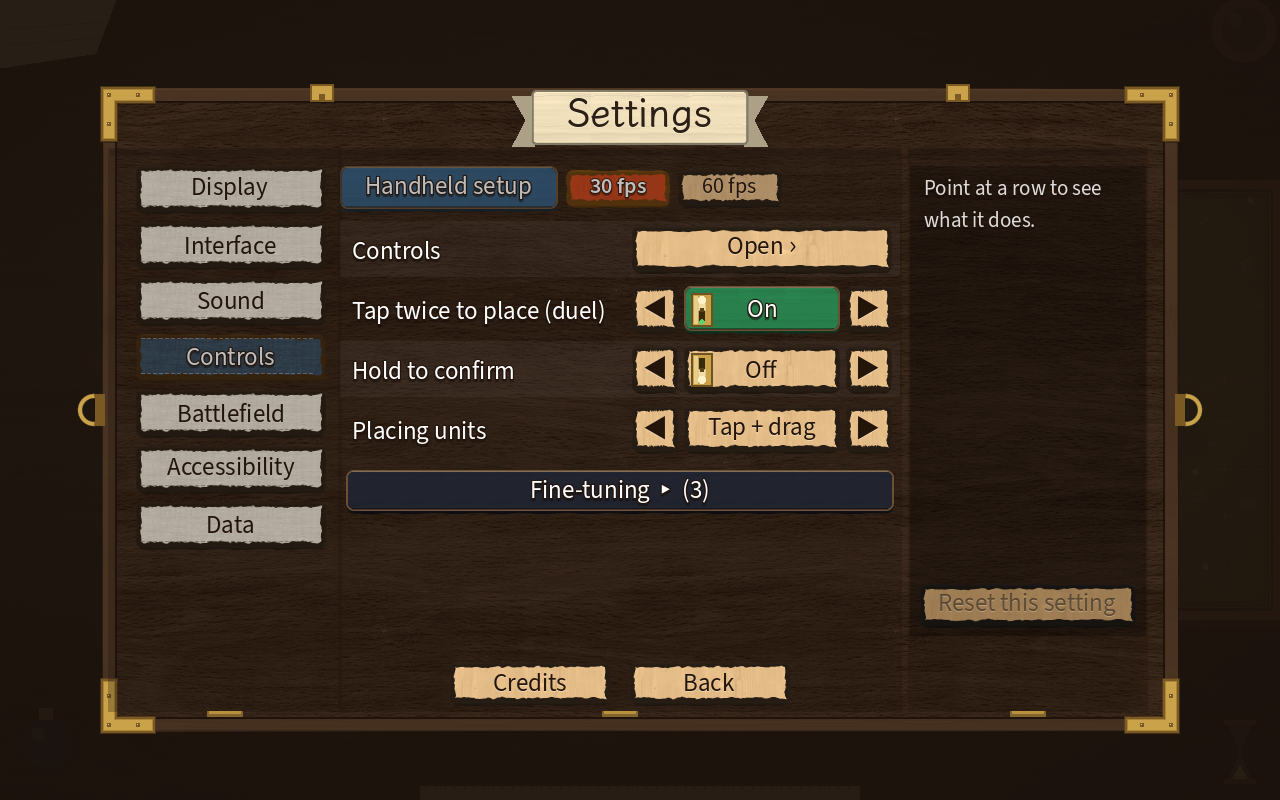 Settings
Display
Interface
Sound
Controls
Battlefield
Accessibility
Data
Handheld setup
30 fps
60 fps
Controls
Open ›
Tap twice to place (duel)
On
Hold to confirm
Off
Placing units
Tap + drag
Fine-tuning ▸ (3)
Point at a row to see
what it does.
Reset this setting
Credits
Back